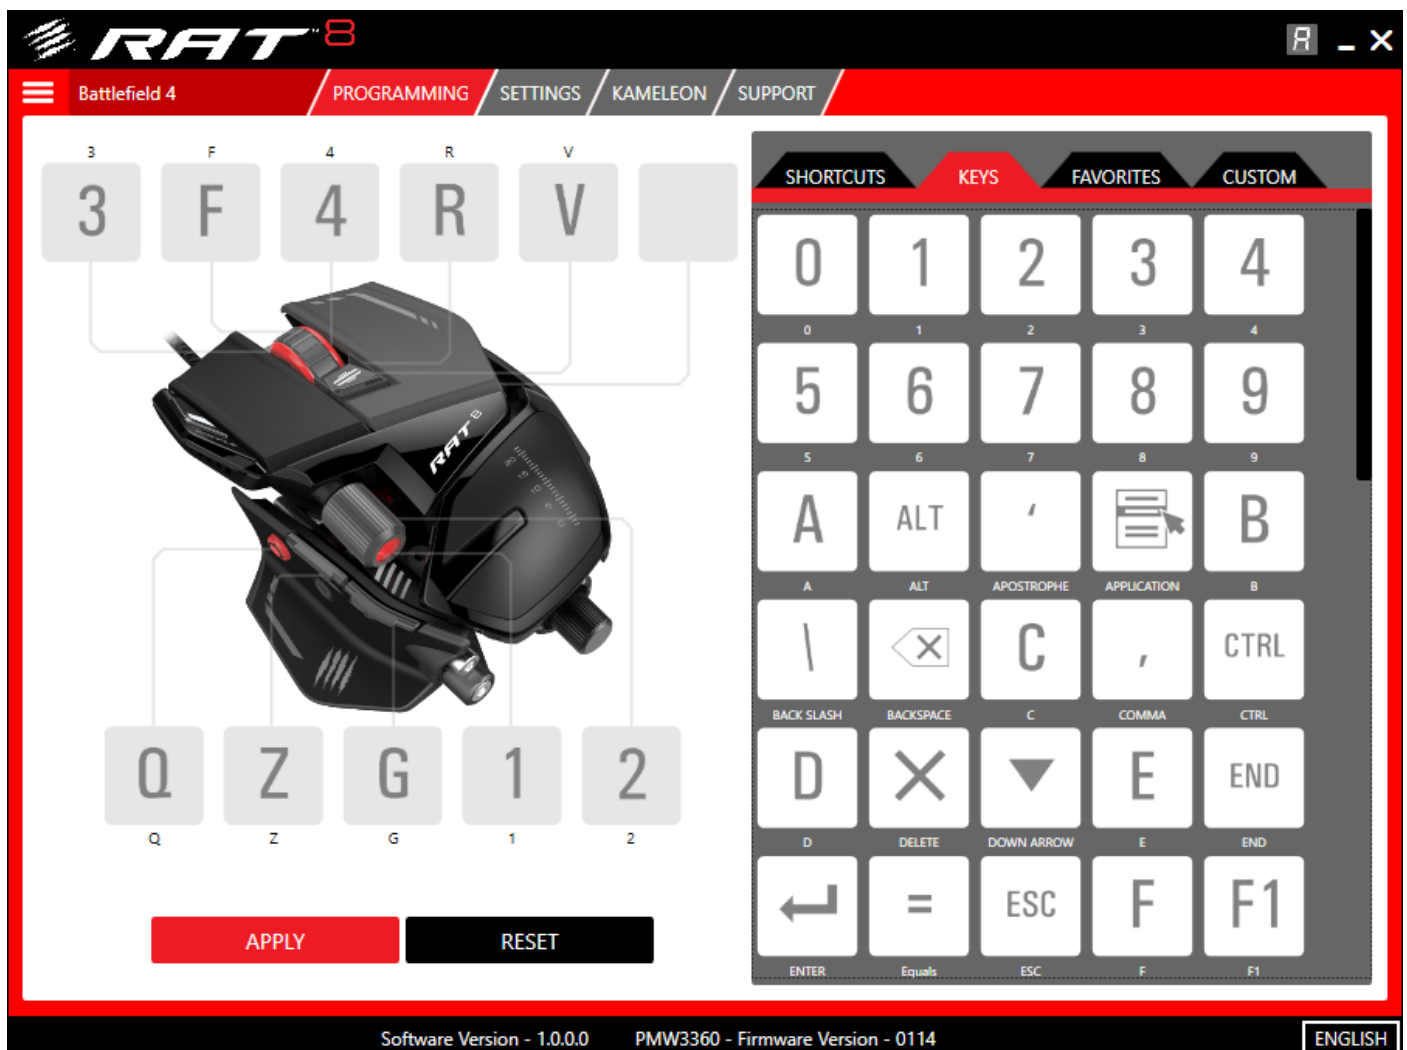 RAT™8
A
Battlefield 4
PROGRAMMING
SETTINGS
KAMELEON
SUPPORT
3 F 4 R V
3 F 4 R V
RAT 8
Q Z G 1 2
Q Z G 1 2
APPLY
RESET
SHORTCUTS
KEYS
FAVORITES
CUSTOM
0 1 2 3 4
0 1 2 3 4
5 6 7 8 9
5 6 7 8 9
A ALT ‘ B
A ALT APOSTROPHE APPLICATION B
\ C , CTRL
BACK SLASH BACKSPACE C COMMA CTRL
D E END
D DELETE DOWN ARROW E END
= ESC F F1
ENTER Equals ESC F F1
Software Version - 1.0.0.0 PMW3360 - Firmware Version - 0114
ENGLISH